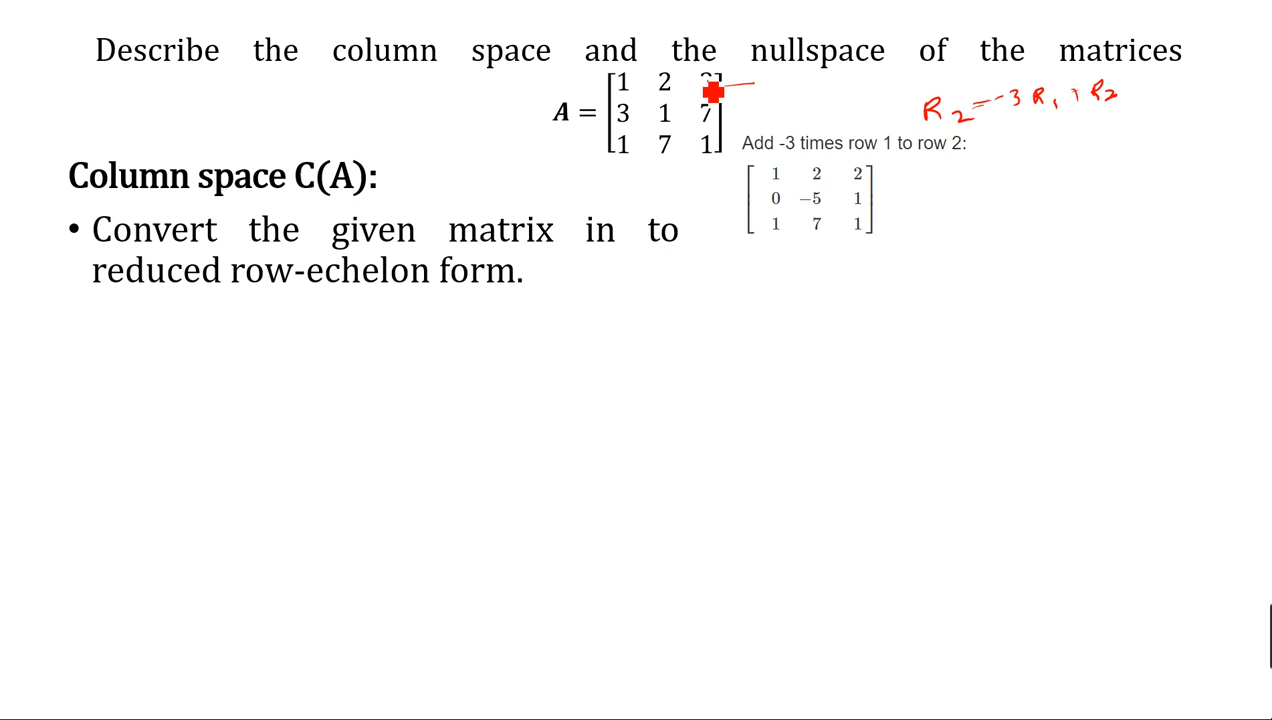 Describe the column space and the nullspace of the matrices
A = [1 2
3 1 7
1 7 1]
R2 = -3 R1 + R2
Add -3 times row 1 to row 2:
[1 2 2
0 −5 1
1 7 1]
Column space C(A):
• Convert the given matrix in to
reduced row-echelon form.